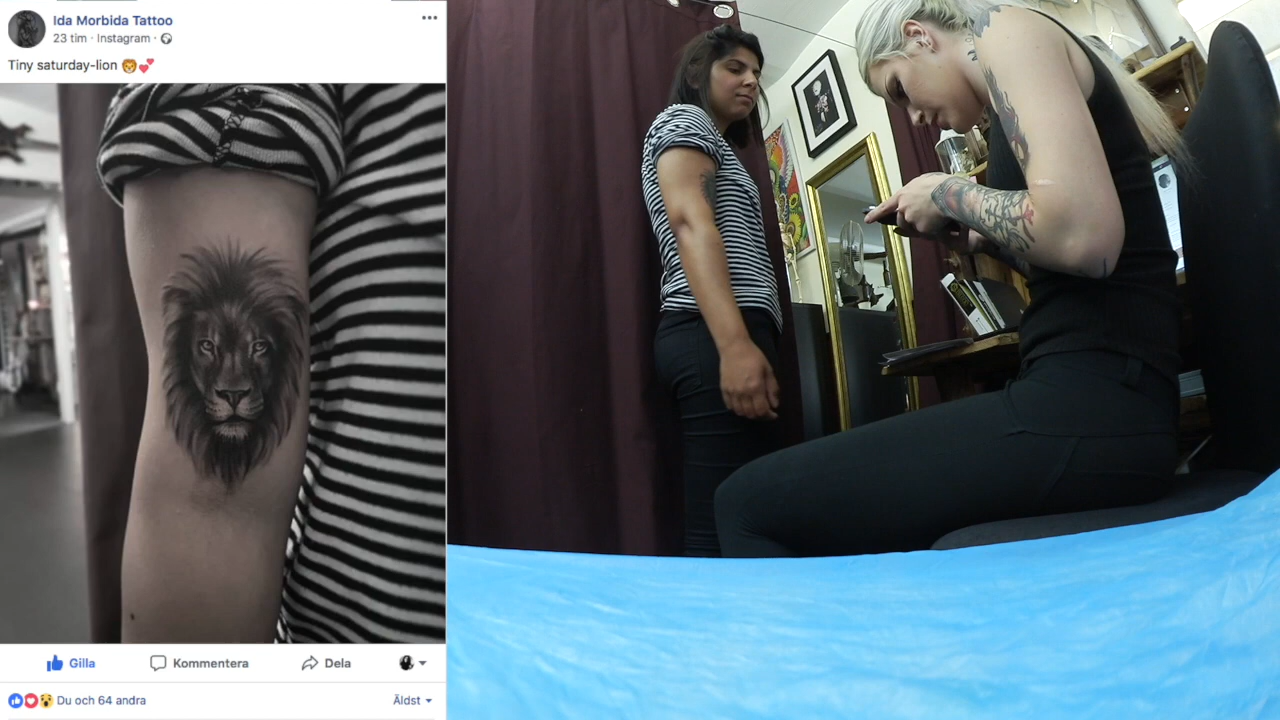 Ida Morbida Tattoo
23 tim · Instagram ·
Tiny saturday-lion 🦁💕
Gilla Kommentera Dela
Du och 64 andra Äldst